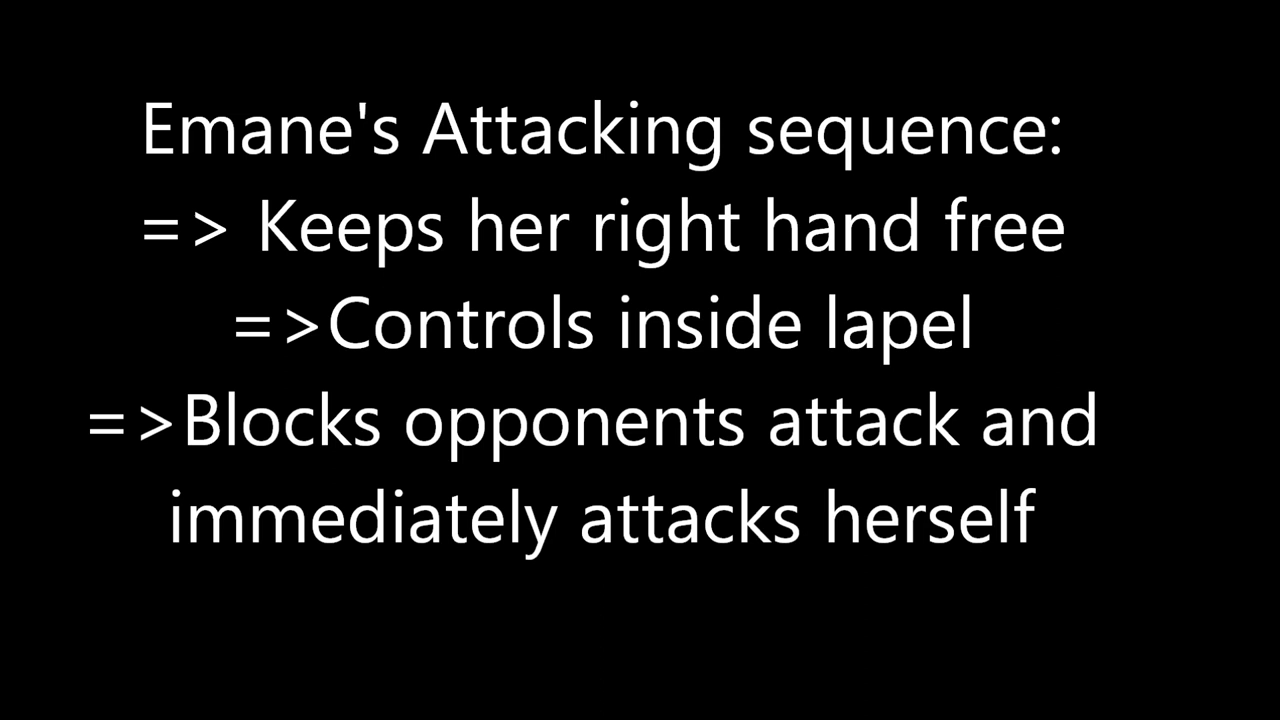 Emane's Attacking sequence:
=> Keeps her right hand free
=>Controls inside lapel
=>Blocks opponents attack and
immediately attacks herself